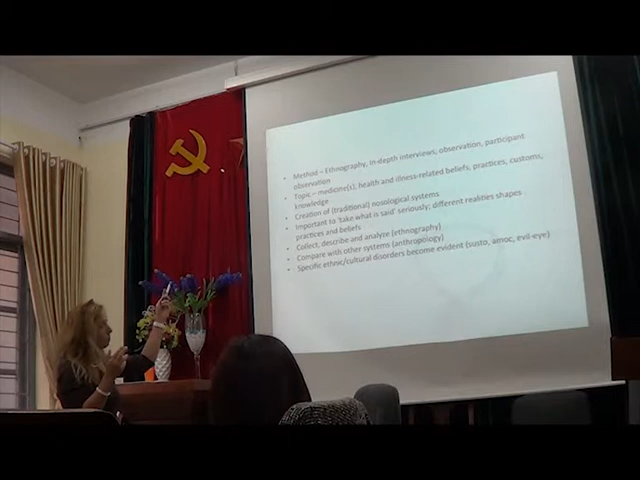 • Method – Ethnography, in-depth interviews, observation, participant
observation
• Topic – medicine(s), health and illness-related beliefs, practices, customs,
knowledge
• Creation of (traditional) nosological systems
• Important to 'take what is said' seriously; different realities shapes
practices and beliefs
• Collect, describe and analyze (ethnography)
• Compare with other systems (anthropology)
• Specific ethnic/cultural disorders become evident (susto, amoc, evil-eye)